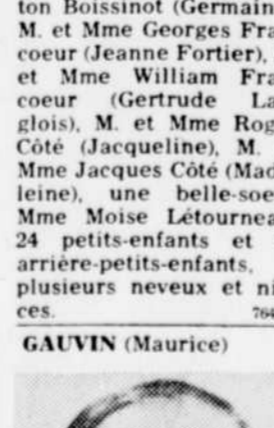 ton Boissinot (Germain
M. et Mme Georges Fra
coeur (Jeanne Fortier),
et Mme William Fra
coeur (Gertrude La
glois), M. et Mme Rog
Côté (Jacqueline), M.
Mme Jacques Côté (Mad
leine), une belle-soe
Mme Moise Létournea
24 petits-enfants et
arrière-petits-enfants,
plusieurs neveux et ni
ces. 764
GAUVIN (Maurice)